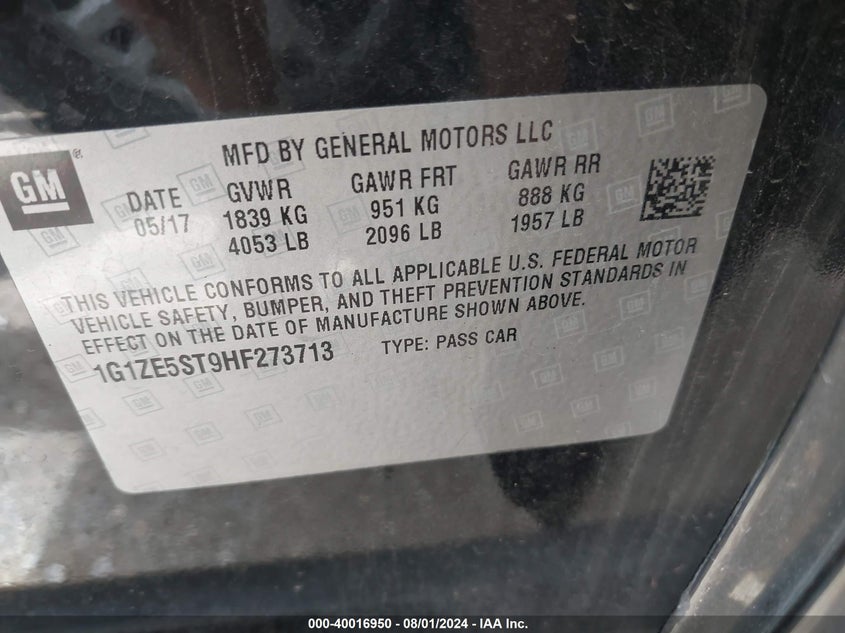 MFD BY GENERAL MOTORS LLC
GM
DATE GVWR GAWR FRT GAWR RR
05/17 1839 KG 951 KG 888 KG
4053 LB 2096 LB 1957 LB
THIS VEHICLE CONFORMS TO ALL APPLICABLE U.S. FEDERAL MOTOR
VEHICLE SAFETY, BUMPER, AND THEFT PREVENTION STANDARDS IN
EFFECT ON THE DATE OF MANUFACTURE SHOWN ABOVE.
1G1ZE5ST9HF273713 TYPE: PASS CAR
000-40016950 - 08/01/2024 - IAA Inc.